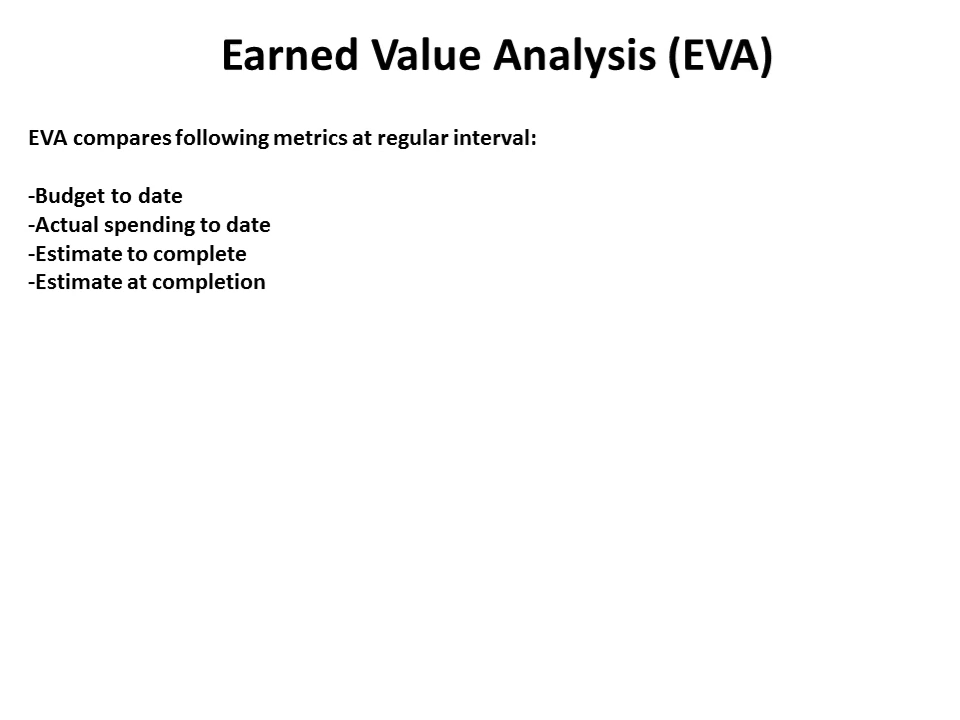 Earned Value Analysis (EVA)
EVA compares following metrics at regular interval:
-Budget to date
-Actual spending to date
-Estimate to complete
-Estimate at completion